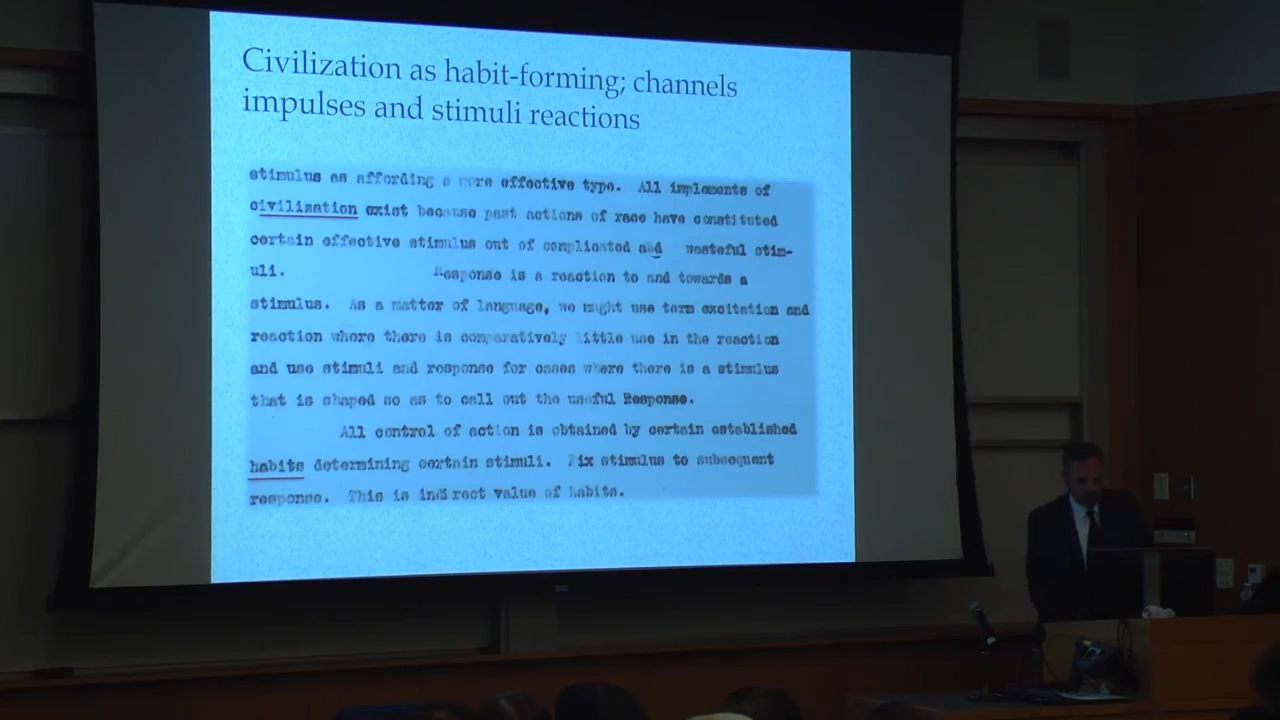 Civilization as habit-forming; channels
impulses and stimuli reactions
stimulus as affording a more effective type. All implements of
civilization exist because past actions of race have constituted
certain effective stimulus out of complicated and wasteful stim-
uli. Response is a reaction to and towards a
stimulus. As a matter of language, we might use term excitation and
reaction where there is comparatively little use in the reaction
and use stimuli and response for cases where there is a stimulus
that is shaped so as to call out the useful Response.
All control of action is obtained by certain established
habits determining certain stimuli. Fix stimulus to subsequent
response. This is indirect value of habits.